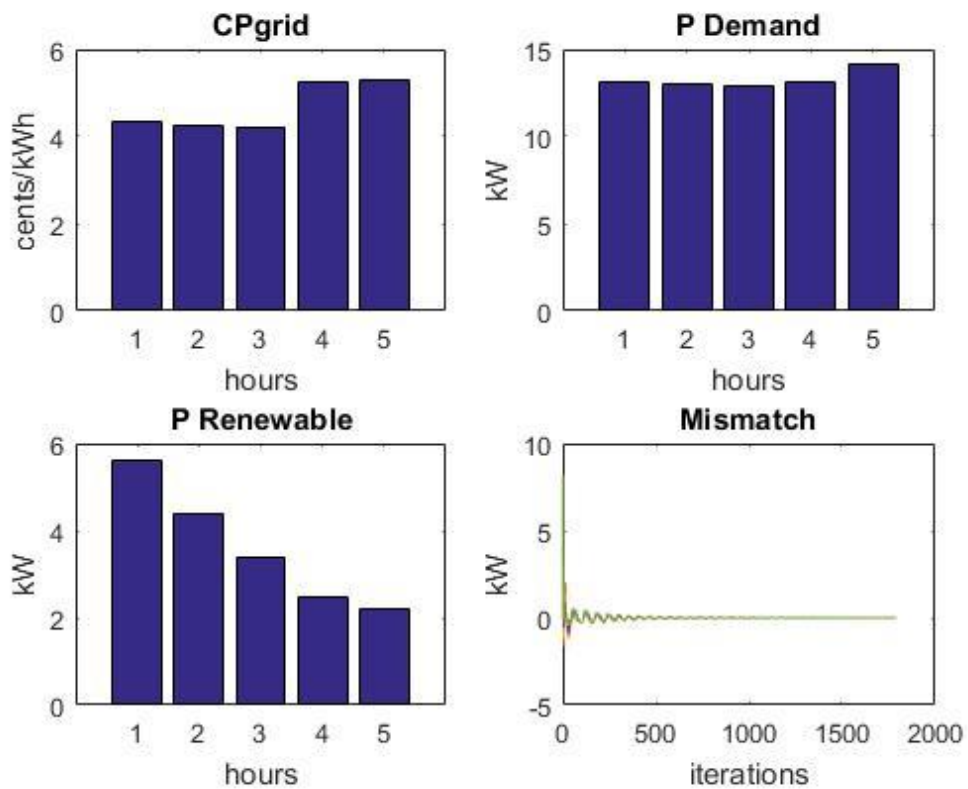 CPgrid
6
4
2
0
cents/kWh
1 2 3 4 5
hours
P Demand
15
10
5
0
kW
1 2 3 4 5
hours
P Renewable
6
4
2
0
kW
1 2 3 4 5
hours
Mismatch
10
5
0
-5
kW
0 500 1000 1500 2000
iterations